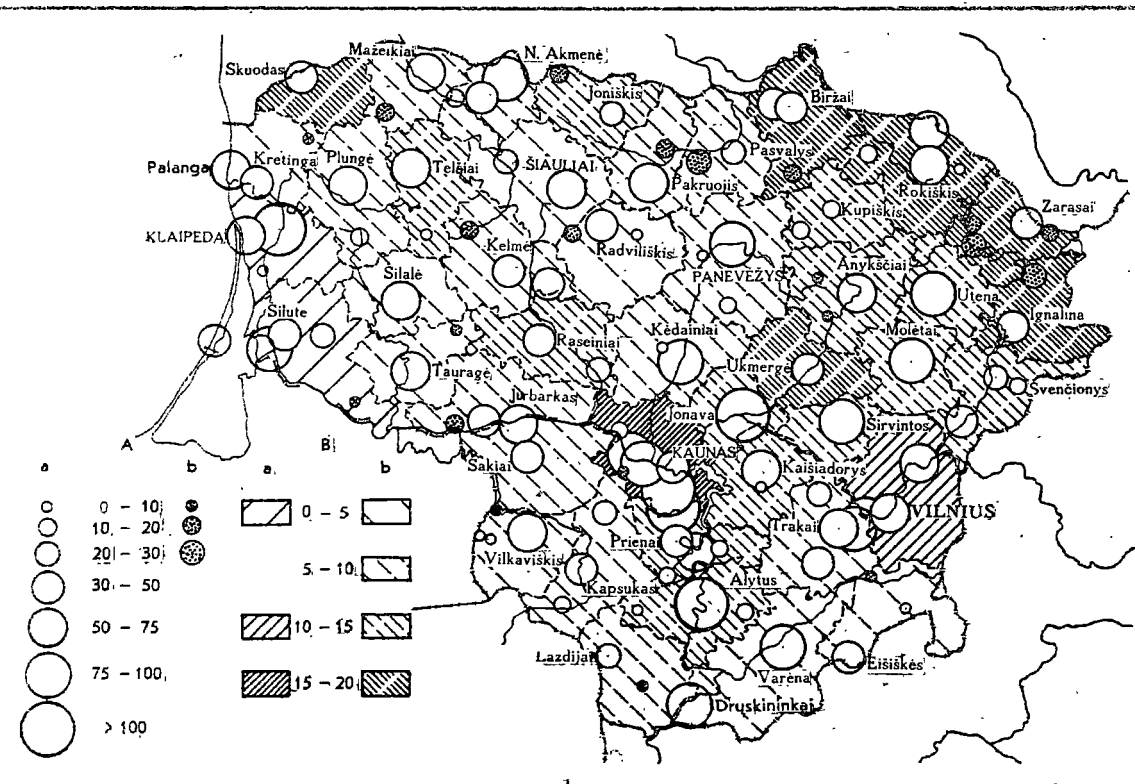 Mažeikiai
N. Akmenė
Skuodas
Joniškis
Biržai
Palanga
Kretinga
Plungė
Telšiai
ŠIAULIAI
Pakruojis
Pasvalys
Rokiškis
Zarasai
KLAIPĖDA
Kelmė
Radviliškis
Kupiškis
PANEVĖŽYS
Anykščiai
Utena
Šilalė
Šilutė
Raseiniai
Kėdainiai
Molėtai
Ignalina
Ukmergė
Švenčionys
Tauragė
Jurbarkas
Jonava
Širvintos
Šakiai
KAUNAS
Kaišiadorys
VILNIUS
Trakai
Prienai
Vilkaviškis
Kapsukas
Alytus
Lazdijai
Varėna
Eišiškės
Druskininkai
A B
a b a b
0 – 10
10 – 20
20 – 30
30 – 50
50 – 75
75 – 100
> 100
0 – 5
5 – 10
10 – 15
15 – 20